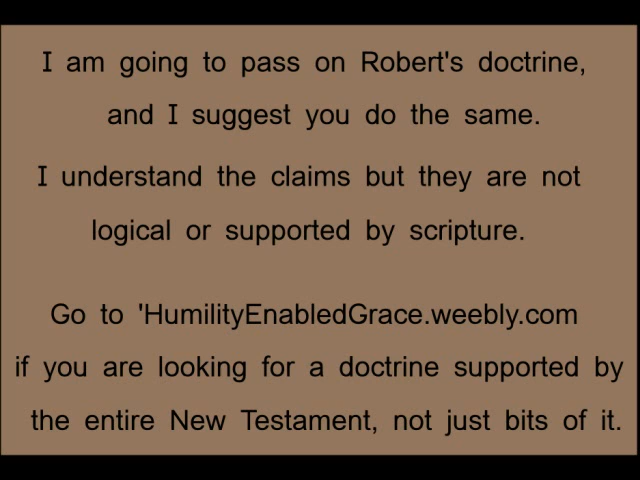 I am going to pass on Robert's doctrine,
and I suggest you do the same.
I understand the claims but they are not
logical or supported by scripture.
Go to 'HumilityEnabledGrace.weebly.com
if you are looking for a doctrine supported by
the entire New Testament, not just bits of it.